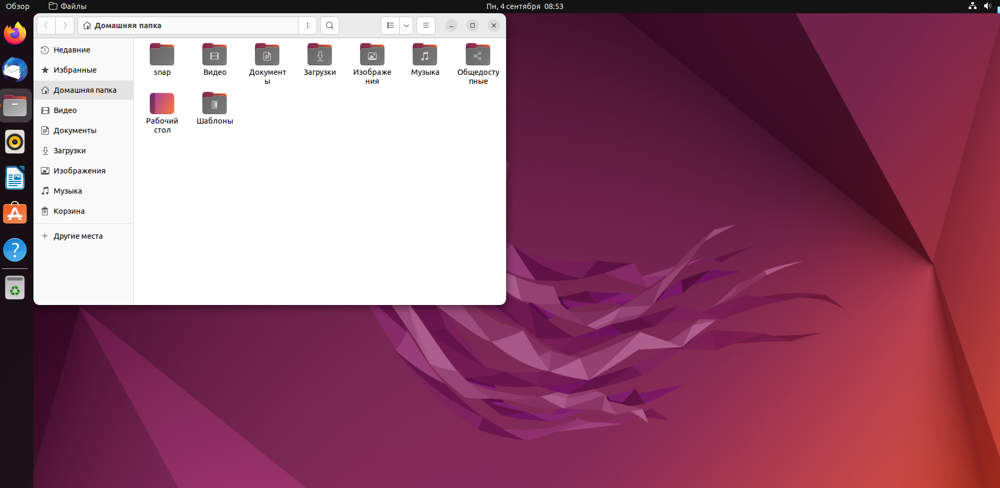 Обзор
Файлы
Пн, 4 сентября 08:53
Домашняя папка
Недавние
Избранные
Домашняя папка
Видео
Документы
Загрузки
Изображения
Музыка
Корзина
Другие места
snap
Видео
Документ
ы
Загрузки
Изображе
ния
Музыка
Общедосту
пные
Рабочий
стол
Шаблоны